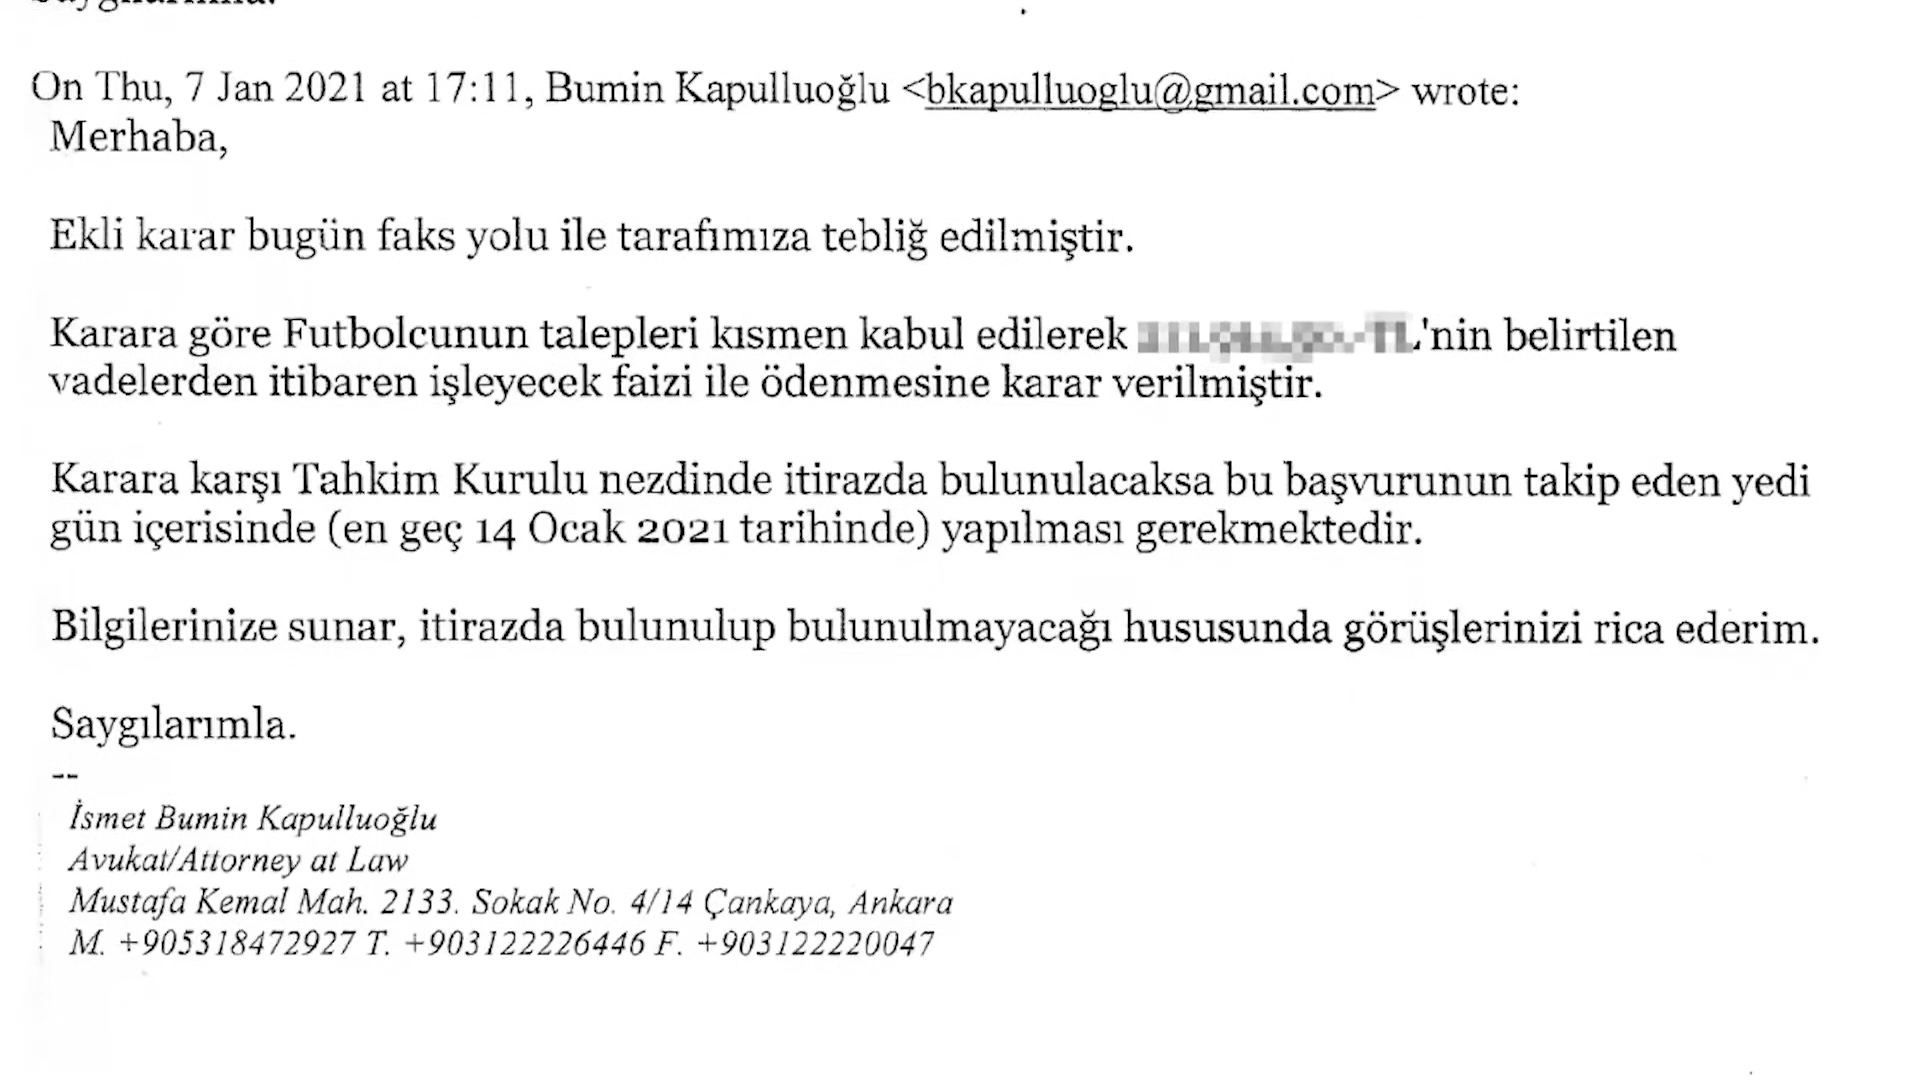 Saygılarımla.
On Thu, 7 Jan 2021 at 17:11, Bumin Kapulluoğlu <bkapulluoglu@gmail.com> wrote:
Merhaba,
Ekli karar bugün faks yolu ile tarafımıza tebliğ edilmiştir.
Karara göre Futbolcunun talepleri kısmen kabul edilerek 'nin belirtilen
vadelerden itibaren işleyecek faizi ile ödenmesine karar verilmiştir.
Karara karşı Tahkim Kurulu nezdinde itirazda bulunulacaksa bu başvurunun takip eden yedi
gün içerisinde (en geç 14 Ocak 2021 tarihinde) yapılması gerekmektedir.
Bilgilerinize sunar, itirazda bulunulup bulunulmayacağı hususunda görüşlerinizi rica ederim.
Saygılarımla.
--
İsmet Bumin Kapulluoğlu
Avukat/Attorney at Law
Mustafa Kemal Mah. 2133. Sokak No. 4/14 Çankaya, Ankara
M. +905318472927 T. +903122226446 F. +903122220047